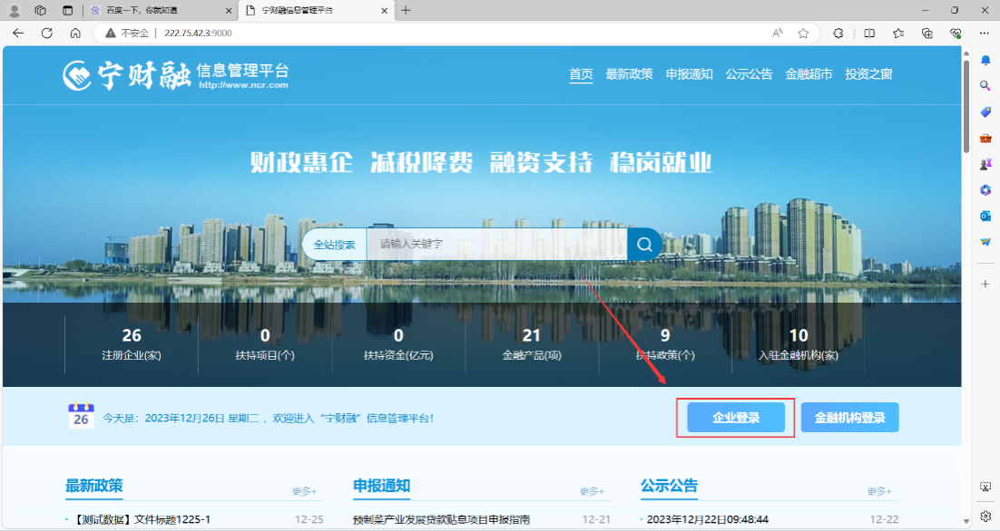 百度一下，你就知道
宁财融信息管理平台
不安全 | 222.75.42.3:9000
宁财融 信息管理平台
http://www.ncr.com
首页 最新政策 申报通知 公示公告 金融超市 投资之窗
财政惠企 减税降费 融资支持 稳岗就业
全站搜索 请输入关键字
26 0 0 21 9 10
注册企业(家) 扶持项目(个) 扶持资金(亿元) 金融产品(项) 扶持政策(个) 入驻金融机构(家)
26 今天是：2023年12月26日 星期二 ，欢迎进入“宁财融”信息管理平台！ 企业登录 金融机构登录
最新政策 更多+ 申报通知 更多+ 公示公告 更多+
【测试数据】文件标题1225-1 12-25 预制菜产业发展贷款贴息项目申报指南 12-21 2023年12月22日09:48:44 12-22